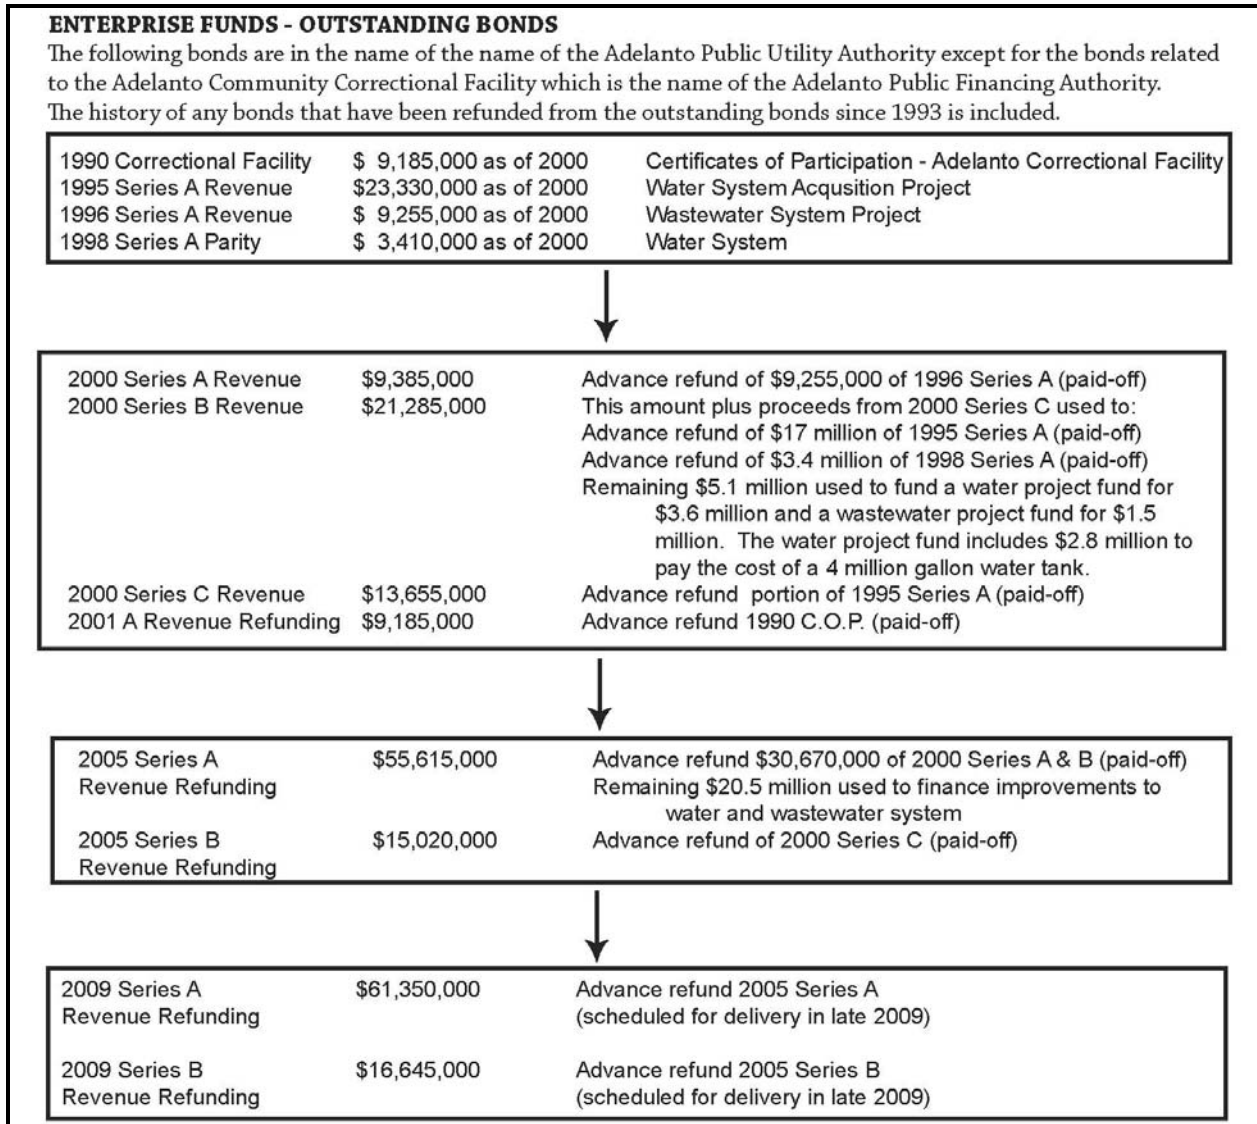 ENTERPRISE FUNDS - OUTSTANDING BONDS
The following bonds are in the name of the name of the Adelanto Public Utility Authority except for the bonds related
to the Adelanto Community Correctional Facility which is the name of the Adelanto Public Financing Authority.
The history of any bonds that have been refunded from the outstanding bonds since 1993 is included.
1990 Correctional Facility $ 9,185,000 as of 2000 Certificates of Participation - Adelanto Correctional Facility
1995 Series A Revenue $23,330,000 as of 2000 Water System Acqusition Project
1996 Series A Revenue $ 9,255,000 as of 2000 Wastewater System Project
1998 Series A Parity $ 3,410,000 as of 2000 Water System
2000 Series A Revenue $9,385,000 Advance refund of $9,255,000 of 1996 Series A (paid-off)
2000 Series B Revenue $21,285,000 This amount plus proceeds from 2000 Series C used to:
Advance refund of $17 million of 1995 Series A (paid-off)
Advance refund of $3.4 million of 1998 Series A (paid-off)
Remaining $5.1 million used to fund a water project fund for
$3.6 million and a wastewater project fund for $1.5
million. The water project fund includes $2.8 million to
pay the cost of a 4 million gallon water tank.
2000 Series C Revenue $13,655,000 Advance refund portion of 1995 Series A (paid-off)
2001 A Revenue Refunding $9,185,000 Advance refund 1990 C.O.P. (paid-off)
2005 Series A $55,615,000 Advance refund $30,670,000 of 2000 Series A & B (paid-off)
Revenue Refunding Remaining $20.5 million used to finance improvements to
water and wastewater system
2005 Series B $15,020,000 Advance refund of 2000 Series C (paid-off)
Revenue Refunding
2009 Series A $61,350,000 Advance refund 2005 Series A
Revenue Refunding (scheduled for delivery in late 2009)
2009 Series B $16,645,000 Advance refund 2005 Series B
Revenue Refunding (scheduled for delivery in late 2009)